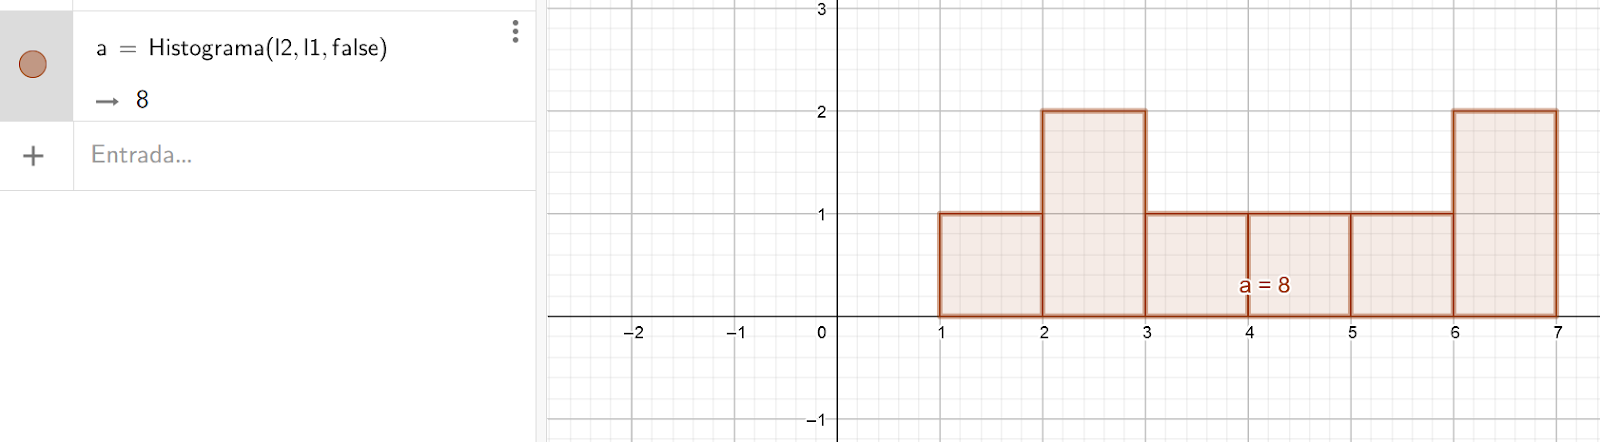 a = Histograma(l2, l1, false)
→ 8
+ Entrada...
3
2
1
−2 −1 0 1 2 3 4 5 6 7
a = 8
−1